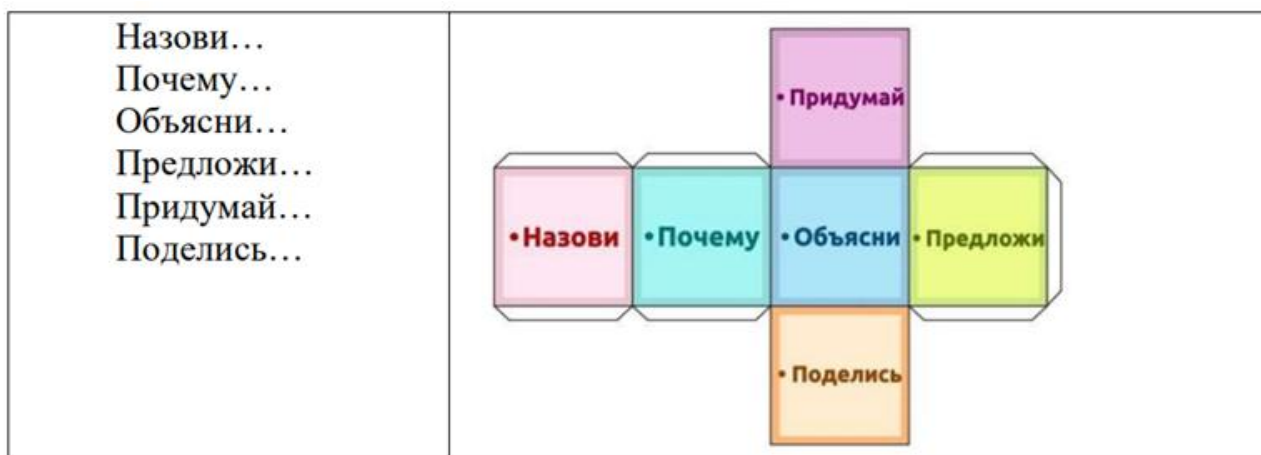 Назови…
Почему…
Объясни…
Предложи…
Придумай…
Поделись…
• Придумай
• Назови
• Почему
• Объясни
• Предложи
• Поделись